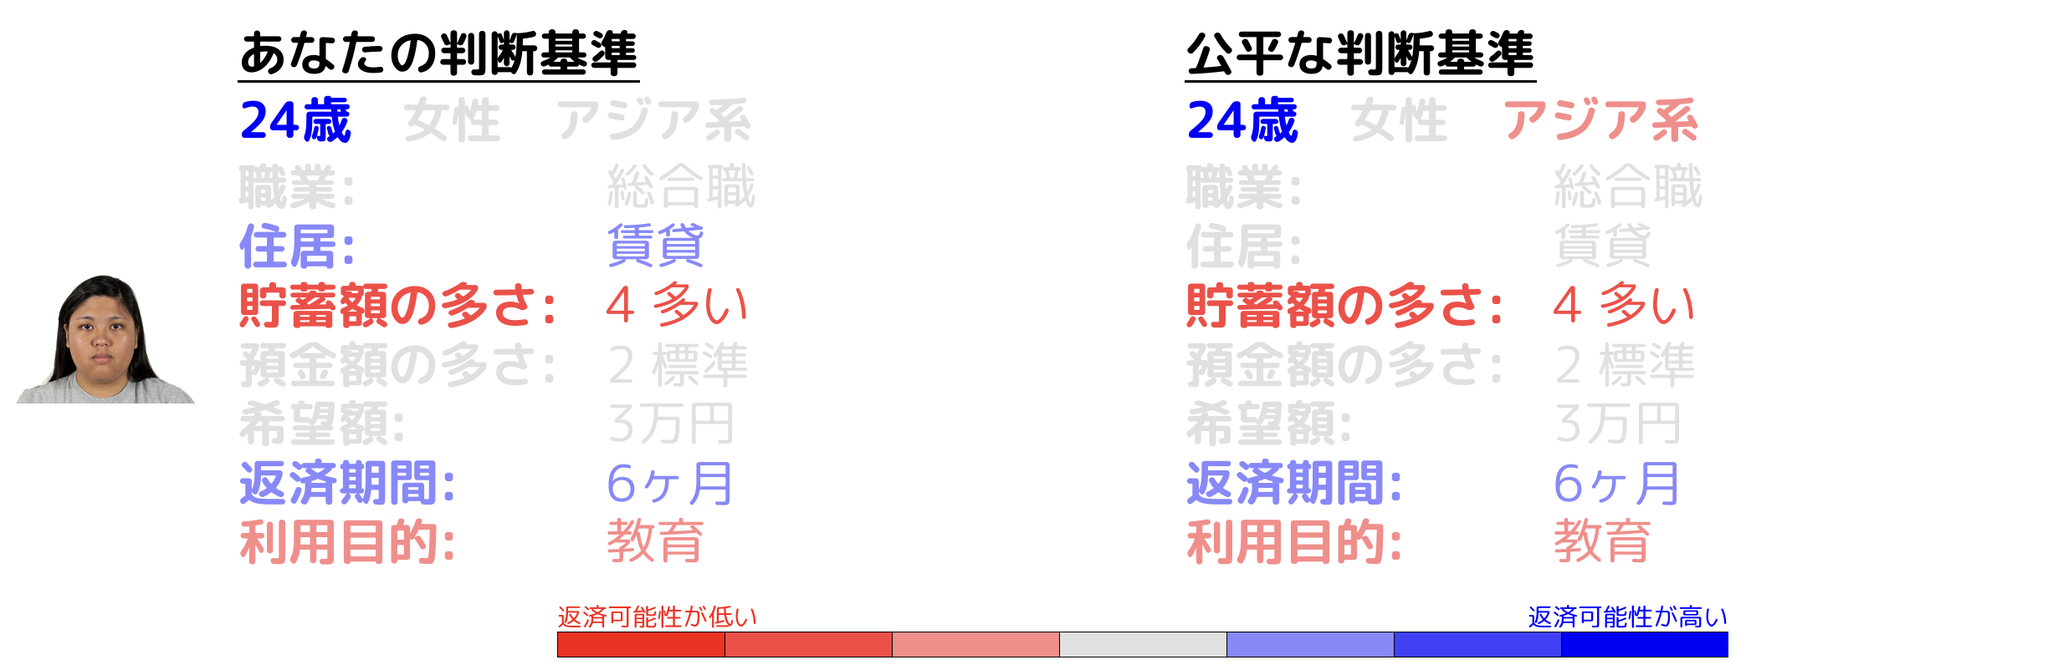 あなたの判断基準
24歳 女性 アジア系
職業: 総合職
住居: 賃貸
貯蓄額の多さ: 4 多い
預金額の多さ: 2 標準
希望額: 3万円
返済期間: 6ヶ月
利用目的: 教育
公平な判断基準
24歳 女性 アジア系
職業: 総合職
住居: 賃貸
貯蓄額の多さ: 4 多い
預金額の多さ: 2 標準
希望額: 3万円
返済期間: 6ヶ月
利用目的: 教育
返済可能性が低い
返済可能性が高い